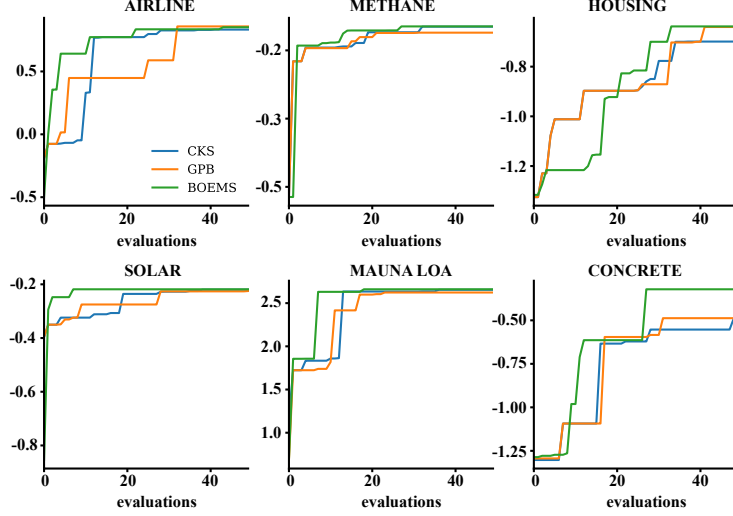 AIRLINE METHANE HOUSING
0.5
0.0
-0.5
-0.2
-0.3
-0.5
-0.8
-1.0
-1.2
CKS
GPB
BOEMS
0 20 40 0 20 40 0 20 40
evaluations evaluations evaluations
SOLAR MAUNA LOA CONCRETE
-0.2
-0.4
-0.6
-0.8
2.5
2.0
1.5
1.0
-0.50
-0.75
-1.00
-1.25
0 20 40 0 20 40 0 20 40
evaluations evaluations evaluations